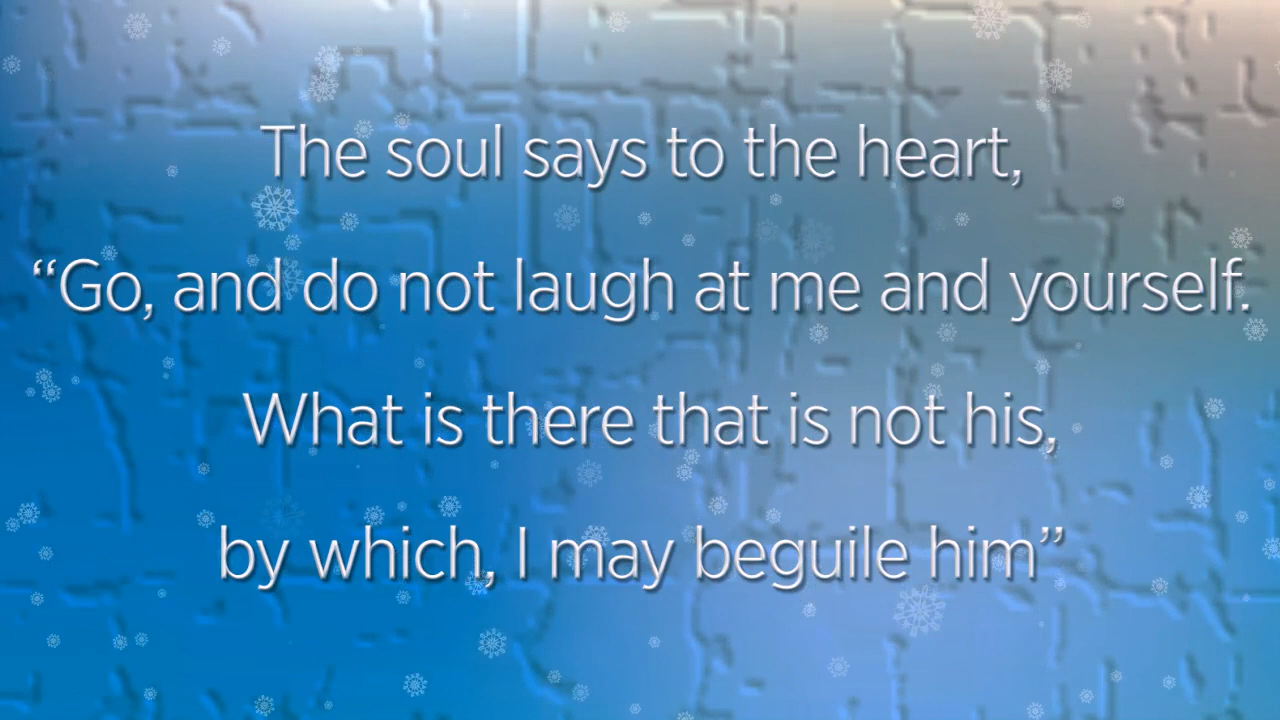 The soul says to the heart,
“Go, and do not laugh at me and yourself.
What is there that is not his,
by which, I may beguile him”